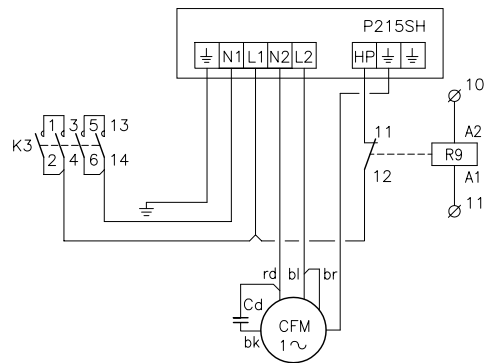 P215SH
N1 L1 N2 L2 HP
10
1 3 5 13
11
A2
K3
R9
2 4 6 14
12
A1
11
rd bl br
Cd
CFM
bk
1~